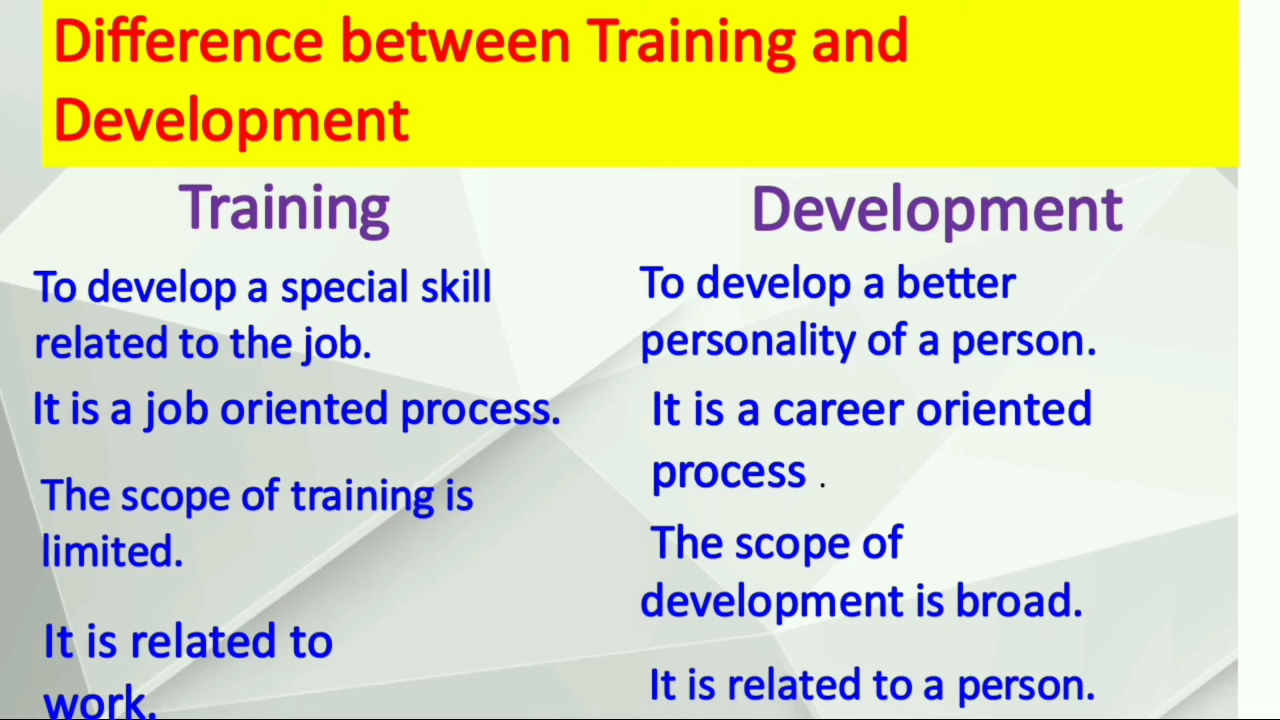 Difference between Training and
Development
Training
To develop a special skill
related to the job.
It is a job oriented process.
The scope of training is
limited.
It is related to
work.
Development
To develop a better
personality of a person.
It is a career oriented
process .
The scope of
development is broad.
It is related to a person.